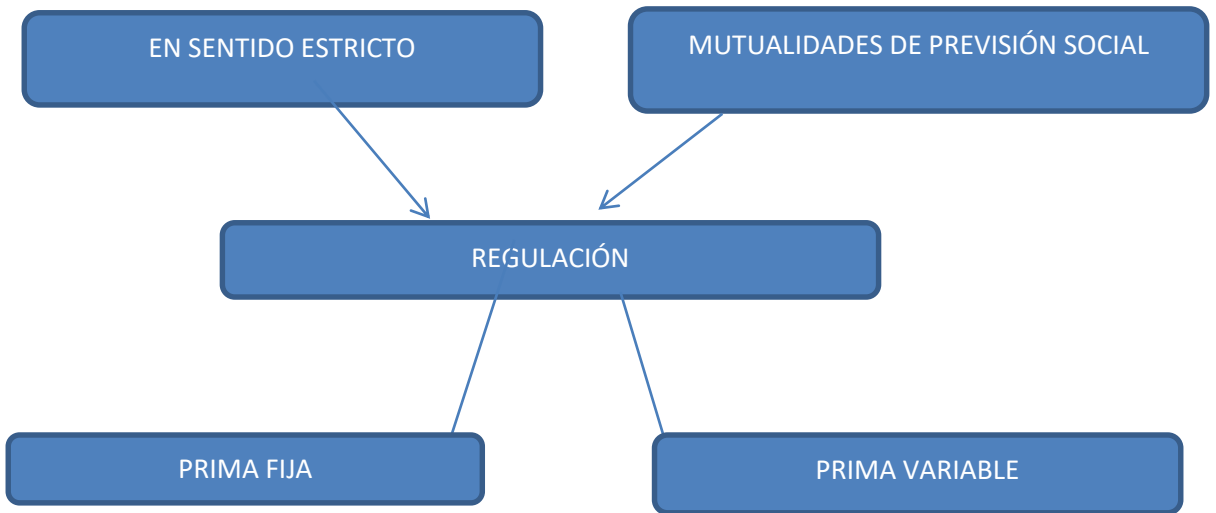 EN SENTIDO ESTRICTO
MUTUALIDADES DE PREVISIÓN SOCIAL
REGULACIÓN
PRIMA FIJA
PRIMA VARIABLE